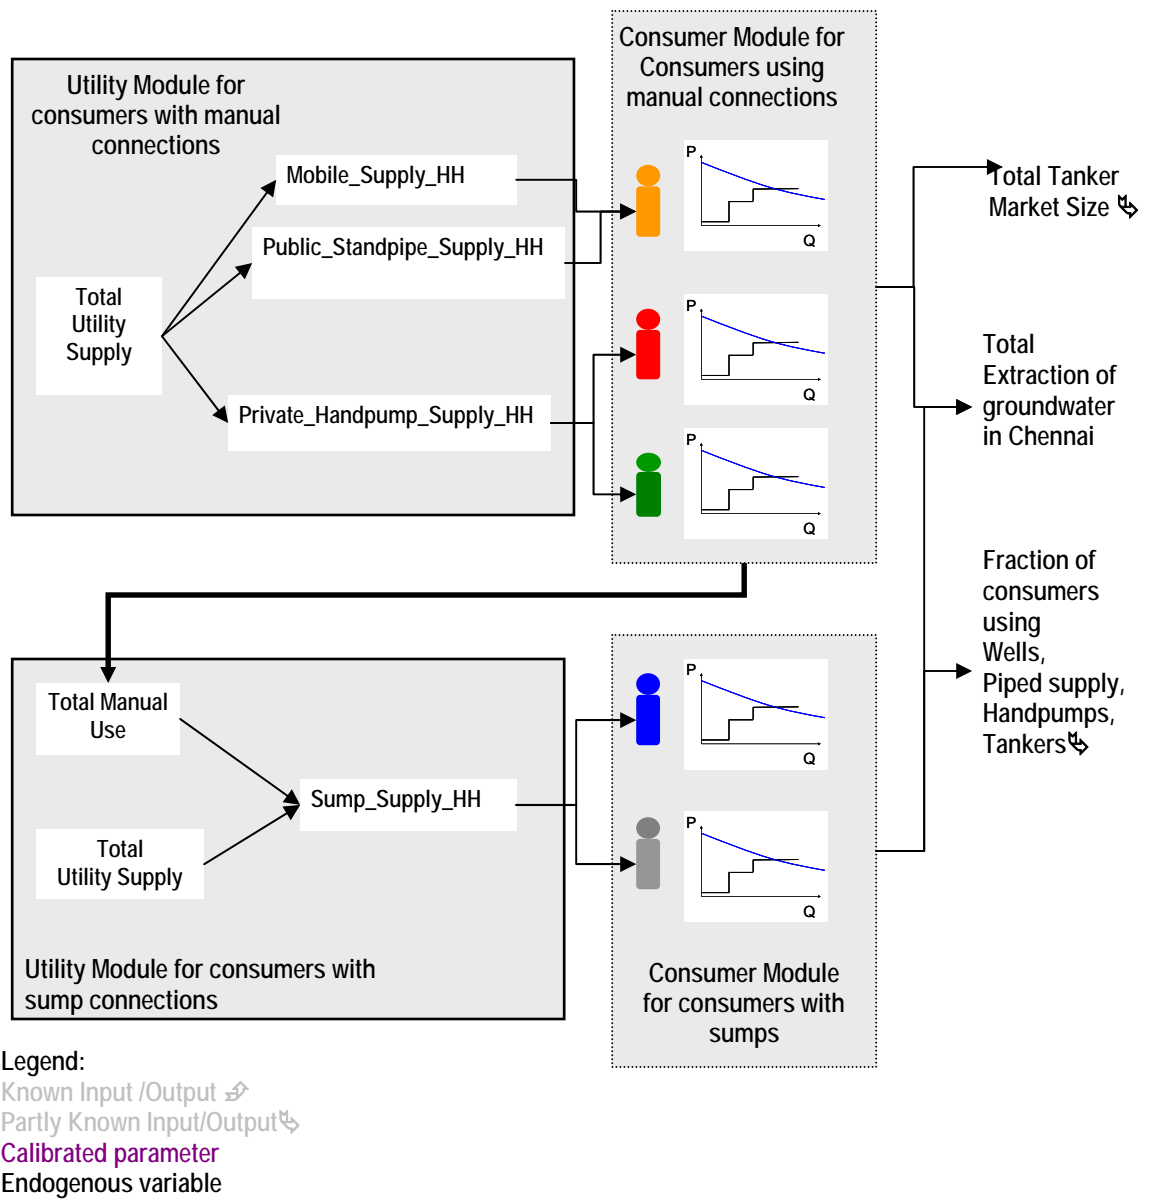 Utility Module for
consumers with manual
connections
Mobile_Supply_HH
Public_Standpipe_Supply_HH
Total
Utility
Supply
Private_Handpump_Supply_HH
Consumer Module for
Consumers using
manual connections
P
Q
P
Q
P
Q
Total Tanker
Market Size
Total
Extraction of
groundwater
in Chennai
Fraction of
consumers
using
Wells,
Piped supply,
Handpumps,
Tankers
Total Manual
Use
Sump_Supply_HH
Total
Utility Supply
Utility Module for consumers with
sump connections
P
Q
P
Q
Consumer Module
for consumers with
sumps
Legend:
Known Input /Output
Partly Known Input/Output
Calibrated parameter
Endogenous variable